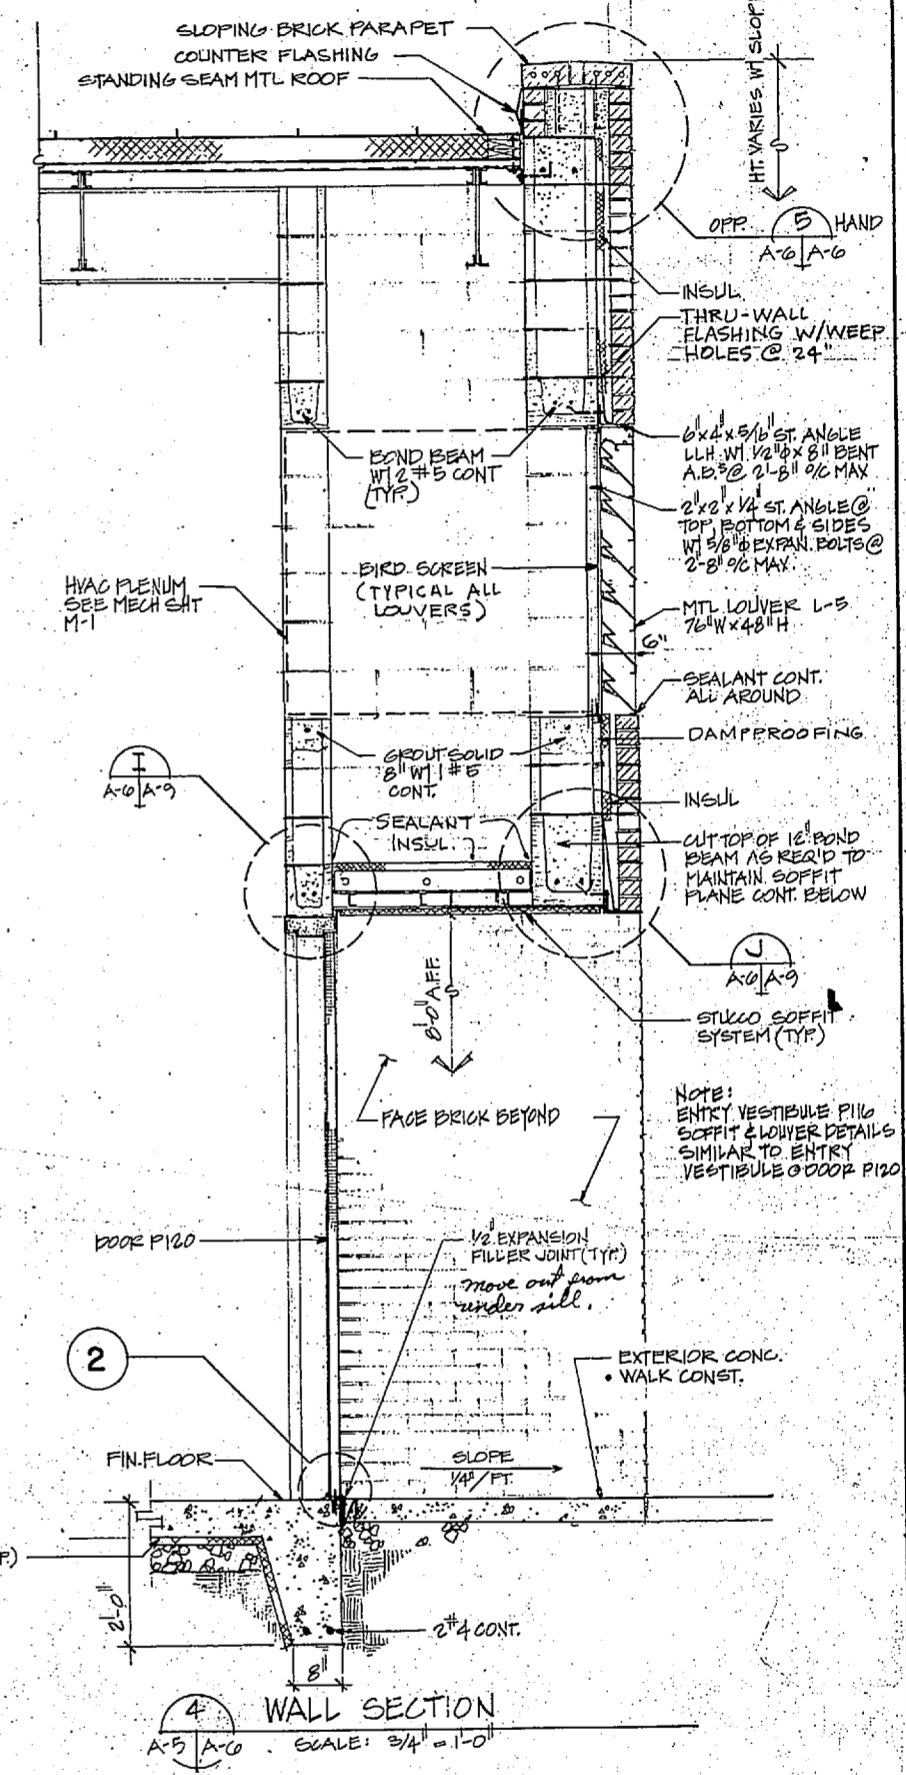 SLOPING BRICK PARAPET
COUNTER FLASHING
STANDING SEAM MTL ROOF
HT. VARIES W/ SLOPE
OPP. 5 HAND
A-6 A-6
INSUL.
THRU-WALL
FLASHING W/WEEP
HOLES @ 24"
6"x4"x5/16" ST. ANGLE
LLH W/ 1/2"φx8" BENT
A.B.'S @ 2'-8" O/C MAX
2"x2"x1/4" ST. ANGLE @
TOP, BOTTOM & SIDES
W/ 5/8"φ EXPAN. BOLTS @
2'-8" O/C MAX.
BOND BEAM
W/ 2 #5 CONT
(TYP.)
BIRD SCREEN
(TYPICAL ALL
LOUVERS)
HVAC PLENUM
SEE MECH SHT
M-1
MTL LOUVER L-5
76"W x 48"H
6"
SEALANT CONT.
ALL AROUND
DAMPPROOFING
GROUT SOLID
8" W/ 1 #5
CONT.
I
A-6 A-9
INSUL
SEALANT
INSUL.
CUT TOP OF 12" BOND
BEAM AS REQ'D TO
MAINTAIN SOFFIT
PLANE CONT. BELOW
J
A-6 A-9
8'-0" A.F.F.
STUCCO SOFFIT
SYSTEM (TYP.)
FACE BRICK BEYOND
NOTE:
ENTRY VESTIBULE P116
SOFFIT & LOUVER DETAILS
SIMILAR TO ENTRY
VESTIBULE @ DOOR P120
DOOR P120
1/2" EXPANSION
FILLER JOINT (TYP.)
move out from
under sill.
2
EXTERIOR CONC.
WALK CONST.
FIN. FLOOR
SLOPE
1/4"/FT.
P.)
2'-0"
2 #4 CONT.
8"
4 WALL SECTION
A-5 A-6 SCALE: 3/4" = 1'-0"